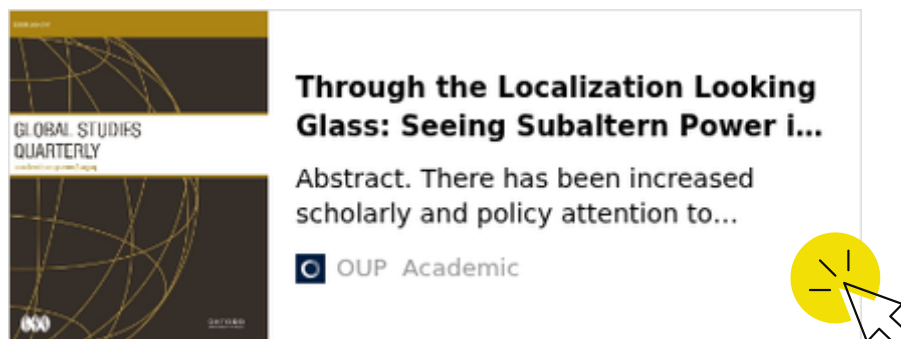 GLOBAL STUDIES
QUARTERLY
OXFORD
Through the Localization Looking
Glass: Seeing Subaltern Power i...
Abstract. There has been increased
scholarly and policy attention to...
OUP Academic